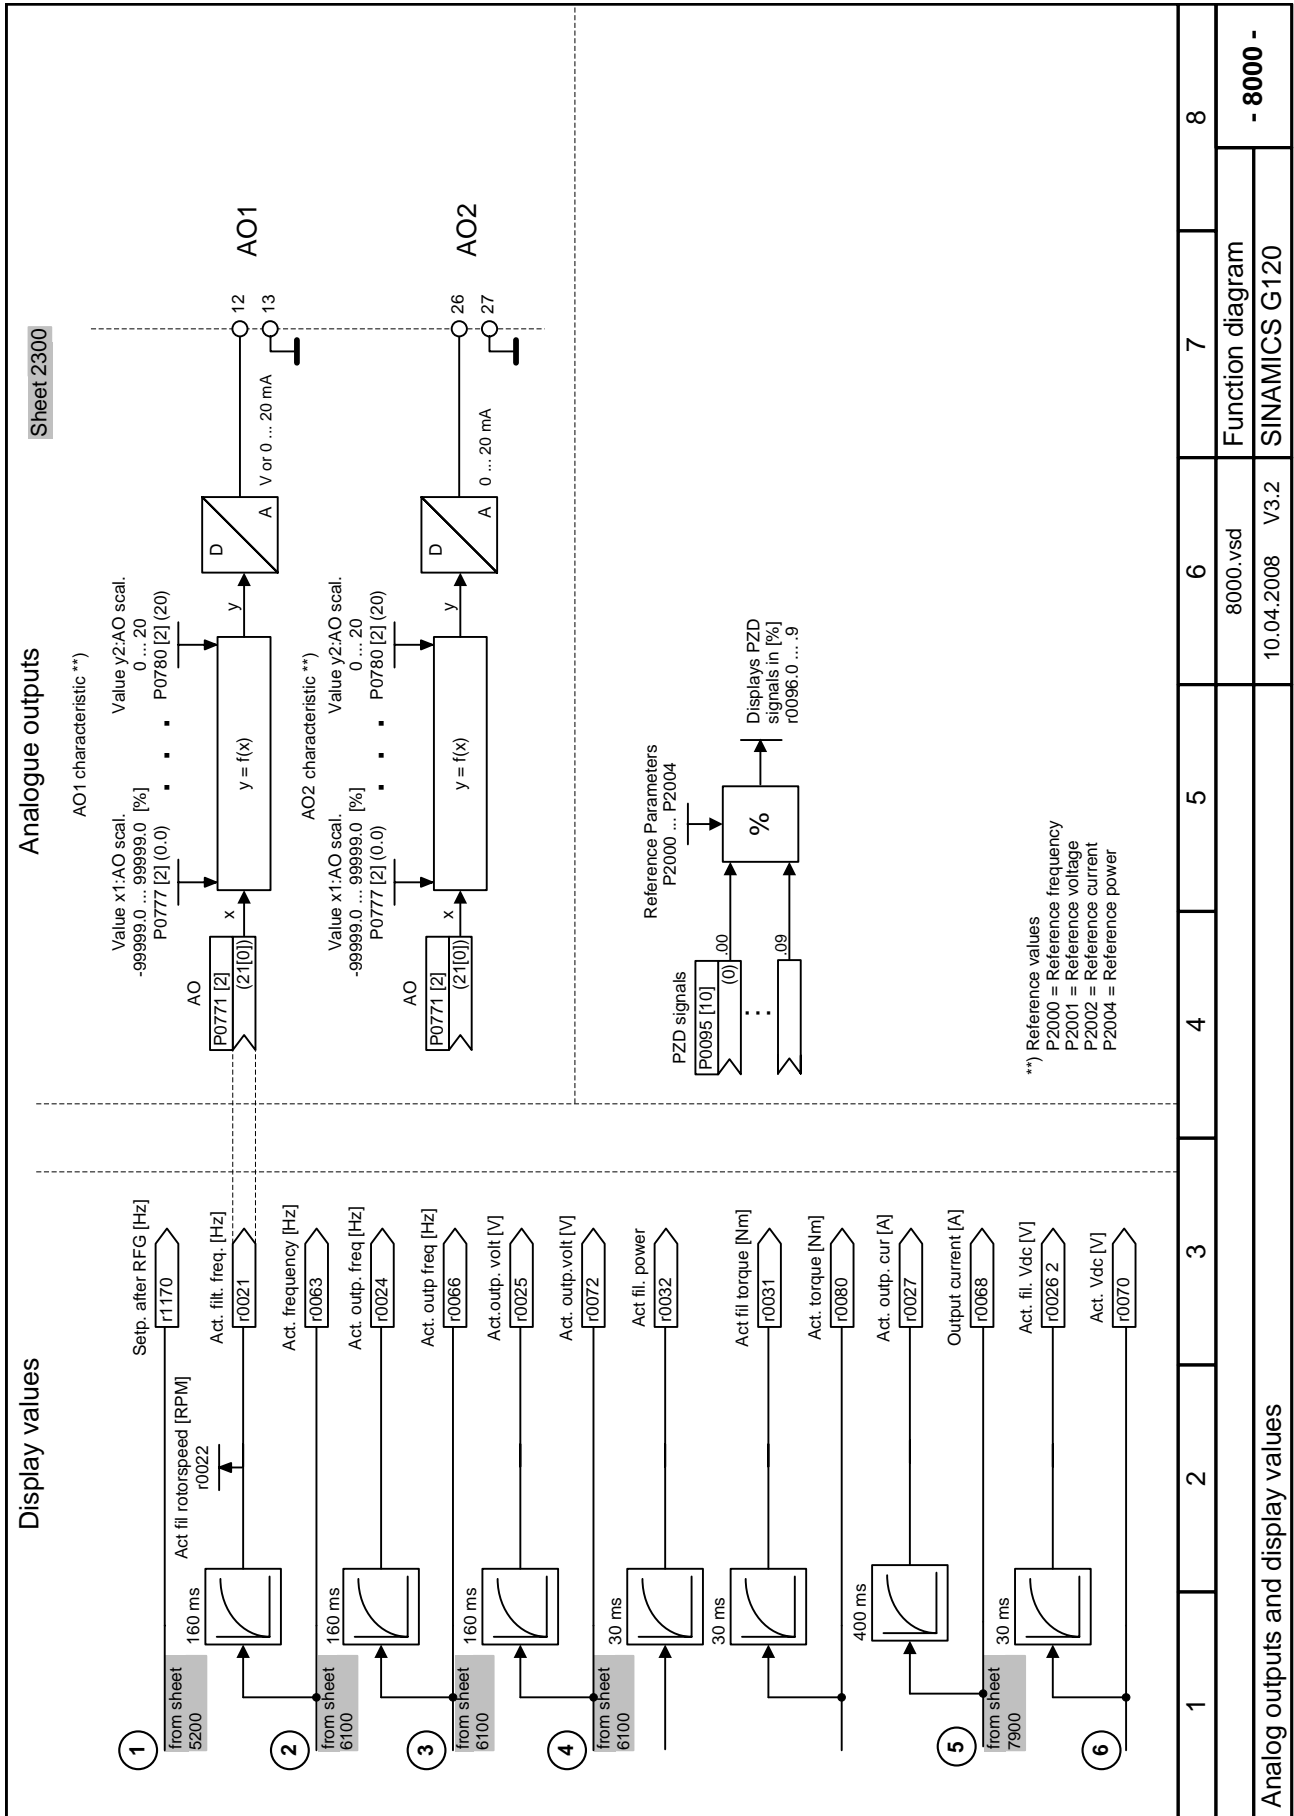 Display values
Analogue outputs
Sheet 2300
1
from sheet
5200
Setp. after RFG [Hz]
r1170
160 ms
Act fil rotorspeed [RPM]
r0022
Act. filt. freq. [Hz]
r0021
2
from sheet
6100
Act. frequency [Hz]
r0063
160 ms
Act. outp. freq [Hz]
r0024
3
from sheet
6100
Act. outp freq [Hz]
r0066
160 ms
Act.outp. volt [V]
r0025
4
from sheet
6100
Act. outp.volt [V]
r0072
30 ms
Act fil. power
r0032
30 ms
Act fil torque [Nm]
r0031
Act. torque [Nm]
r0080
400 ms
Act. outp. cur [A]
r0027
5
from sheet
7900
Output current [A]
r0068
30 ms
Act. fil.  Vdc [V]
r0026 2
6
Act. Vdc [V]
r0070
AO1 characteristic **)
Value x1:AO scal.
-99999.0 ... 99999.0  [%]
P0777 [2] (0.0)
Value y2:AO scal.
0 ... 20
P0780 [2] (20)
AO
P0771 [2]
(21[0])
x
y = f(x)
y
D
A
V or 0 ... 20 mA
12
13
AO1
AO2 characteristic **)
Value x1:AO scal.
-99999.0 ... 99999.0  [%]
P0777 [2] (0.0)
Value y2:AO scal.
0 ... 20
P0780 [2] (20)
AO
P0771 [2]
(21[0])
x
y = f(x)
y
D
A
0 ... 20 mA
26
27
AO2
PZD signals
P0095 [10]
(0)
.00
.09
Reference Parameters
P2000 ... P2004
%
Displays PZD
signals in [%]
r0096.0 ... .9
**) Reference values
P2000 = Reference frequency
P2001 = Reference voltage
P2002 = Reference current
P2004 = Reference power
1 2 3 4 5 6 7 8
8000.vsd
Function diagram
- 8000 -
Analog outputs and display values
10.04.2008   V3.2
SINAMICS G120